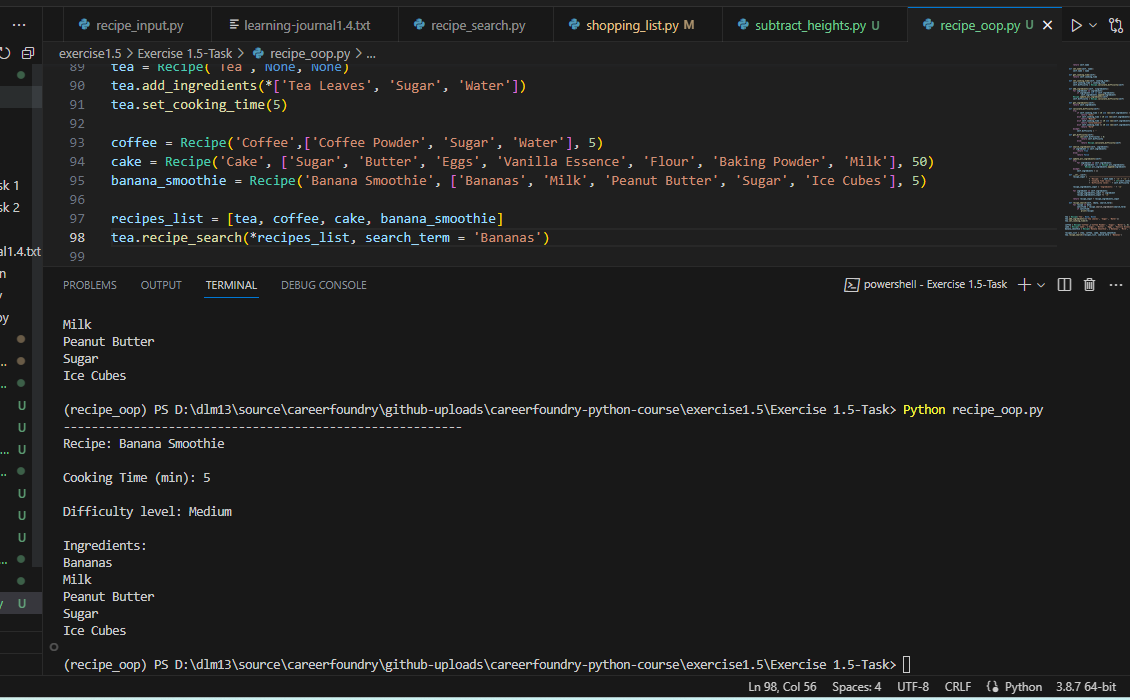 recipe_input.py learning-journal1.4.txt recipe_search.py shopping_list.py M subtract_heights.py U recipe_oop.py U
exercise1.5 > Exercise 1.5-Task > recipe_oop.py > ...
89 tea = Recipe('Tea', None, None)
90 tea.add_ingredients(*['Tea Leaves', 'Sugar', 'Water'])
91 tea.set_cooking_time(5)
92
93 coffee = Recipe('Coffee',['Coffee Powder', 'Sugar', 'Water'], 5)
94 cake = Recipe('Cake', ['Sugar', 'Butter', 'Eggs', 'Vanilla Essence', 'Flour', 'Baking Powder', 'Milk'], 50)
95 banana_smoothie = Recipe('Banana Smoothie', ['Bananas', 'Milk', 'Peanut Butter', 'Sugar', 'Ice Cubes'], 5)
96
97 recipes_list = [tea, coffee, cake, banana_smoothie]
98 tea.recipe_search(*recipes_list, search_term = 'Bananas')
99
sk 1
sk 2
al1.4.txt
n
y
py
U
U
U
U
U
U
y U
PROBLEMS OUTPUT TERMINAL DEBUG CONSOLE powershell - Exercise 1.5-Task
Milk
Peanut Butter
Sugar
Ice Cubes
(recipe_oop) PS D:\dlm13\source\careerfoundry\github-uploads\careerfoundry-python-course\exercise1.5\Exercise 1.5-Task> Python recipe_oop.py
---------------------------------------------------------
Recipe: Banana Smoothie
Cooking Time (min): 5
Difficulty level: Medium
Ingredients:
Bananas
Milk
Peanut Butter
Sugar
Ice Cubes
(recipe_oop) PS D:\dlm13\source\careerfoundry\github-uploads\careerfoundry-python-course\exercise1.5\Exercise 1.5-Task>
Ln 98, Col 56 Spaces: 4 UTF-8 CRLF Python 3.8.7 64-bit